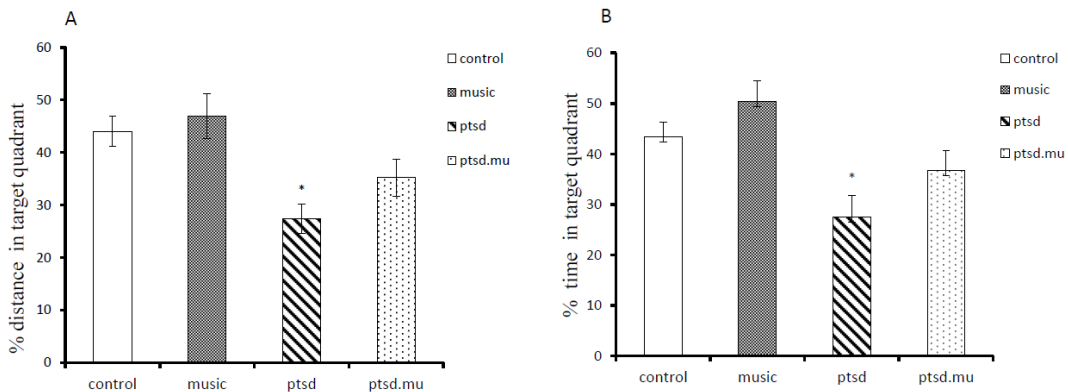 A
% distance in target quadrant
60
50
40
30
20
10
0
*
control
music
ptsd
ptsd.mu
control
music
ptsd
ptsd.mu
B
% time in target quadrant
60
50
40
30
20
10
0
*
control
music
ptsd
ptsd.mu
control
music
ptsd
ptsd.mu